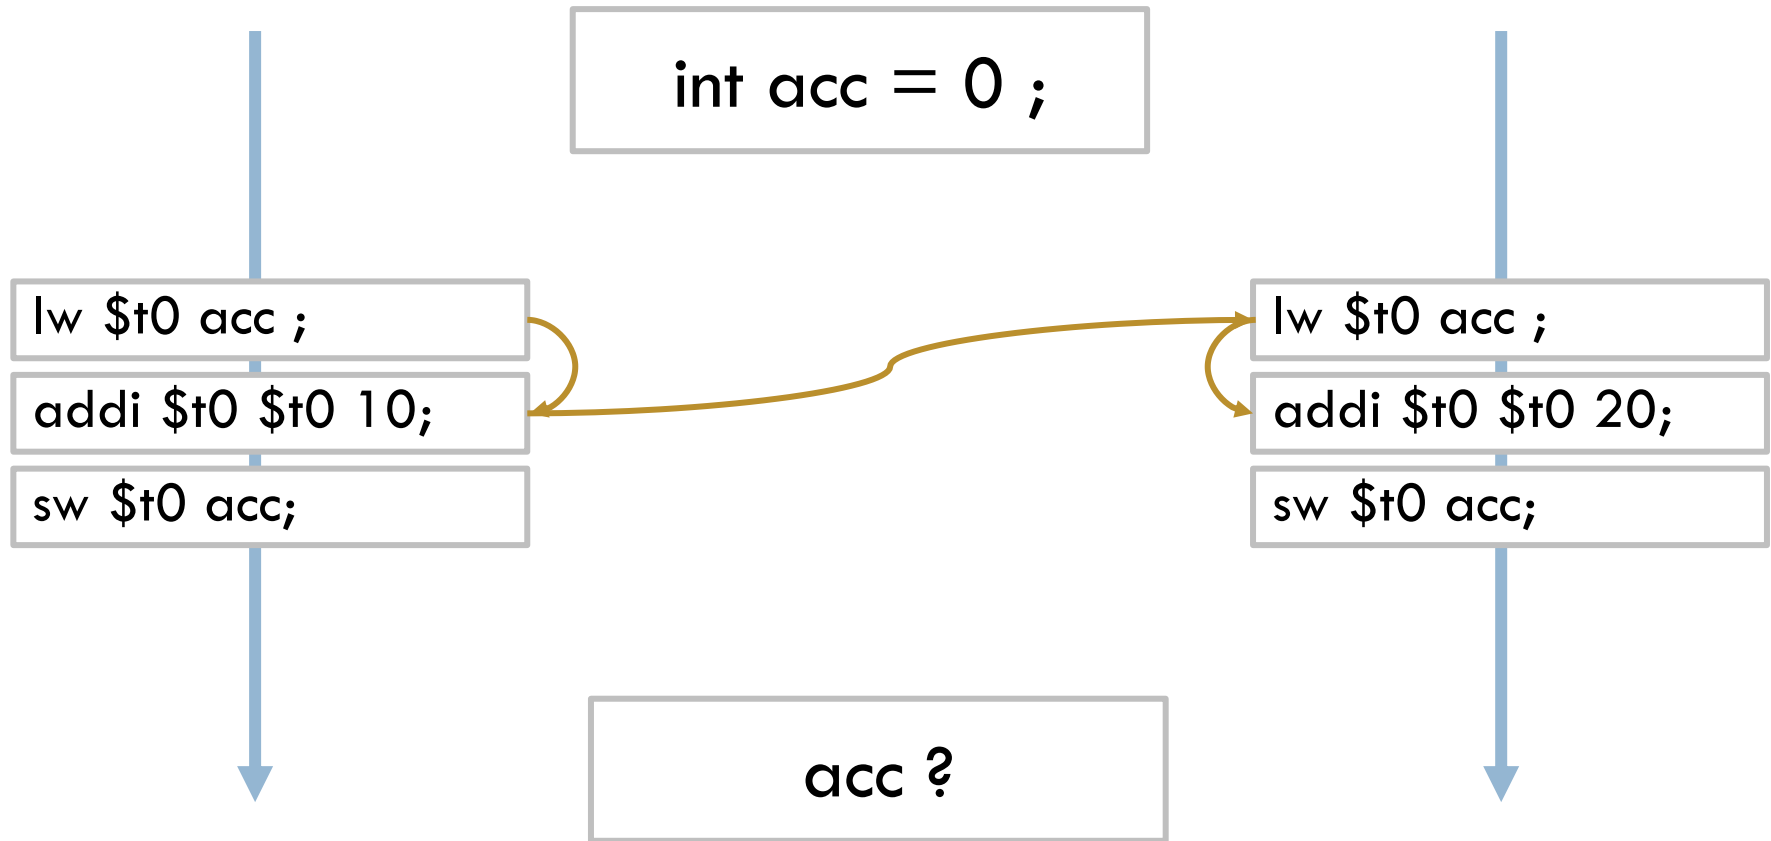 int acc = 0 ;
lw $t0 acc ;
addi $t0 $t0 10;
sw $t0 acc;
lw $t0 acc ;
addi $t0 $t0 20;
sw $t0 acc;
acc ?